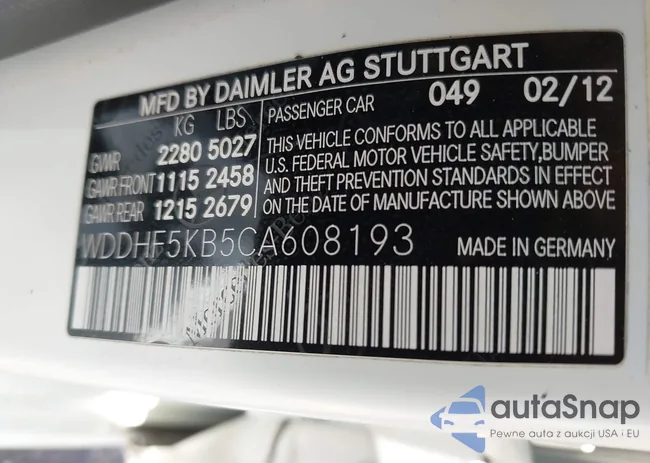 MFD BY DAIMLER AG STUTTGART
KG LBS PASSENGER CAR 049 02/12
GWR 2280 5027
GAWR FRONT 1115 2458
GAWR REAR 1215 2679
THIS VEHICLE CONFORMS TO ALL APPLICABLE
U.S. FEDERAL MOTOR VEHICLE SAFETY, BUMPER
AND THEFT PREVENTION STANDARDS IN EFFECT
ON THE DATE OF MANUFACTURE SHOWN ABOVE
WDDHF5KB5CA608193 MADE IN GERMANY
autaSnap
Pewne auta z aukcji USA i EU